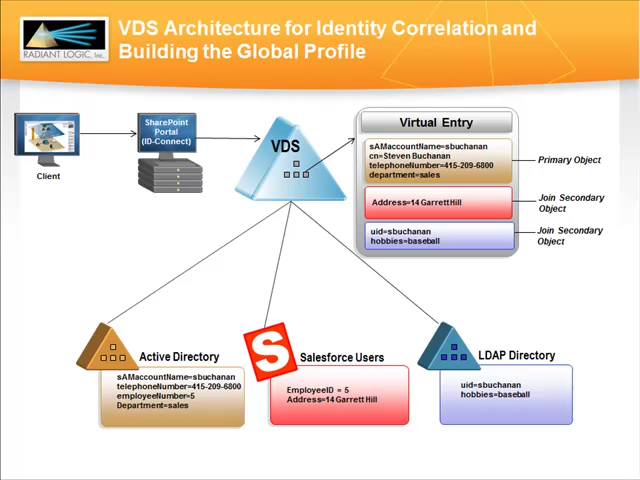 VDS Architecture for Identity Correlation and
Building the Global Profile
RADIANT LOGIC, Inc.
Client
SharePoint
Portal
(ID-Connect)
VDS
Virtual Entry
sAMaccountName=sbuchanan
cn=Steven Buchanan
telephoneNumber=415-209-6800
department=sales
Primary Object
Address=14 Garrett Hill
Join Secondary
Object
uid=sbuchanan
hobbies=baseball
Join Secondary
Object
Active Directory
sAMaccountName=sbuchanan
telephoneNumber=415-209-6800
employeeNumber=5
Department=sales
S
Salesforce Users
EmployeeID = 5
Address=14 Garrett Hill
LDAP Directory
uid=sbuchanan
hobbies=baseball